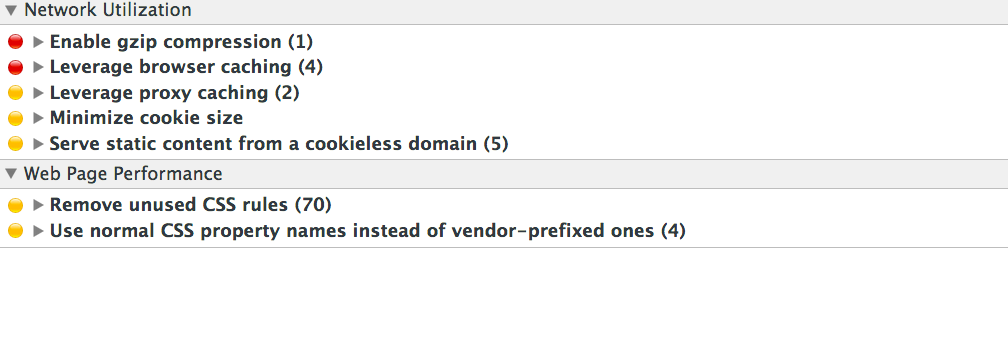 Network Utilization
Enable gzip compression (1)
Leverage browser caching (4)
Leverage proxy caching (2)
Minimize cookie size
Serve static content from a cookieless domain (5)
Web Page Performance
Remove unused CSS rules (70)
Use normal CSS property names instead of vendor-prefixed ones (4)